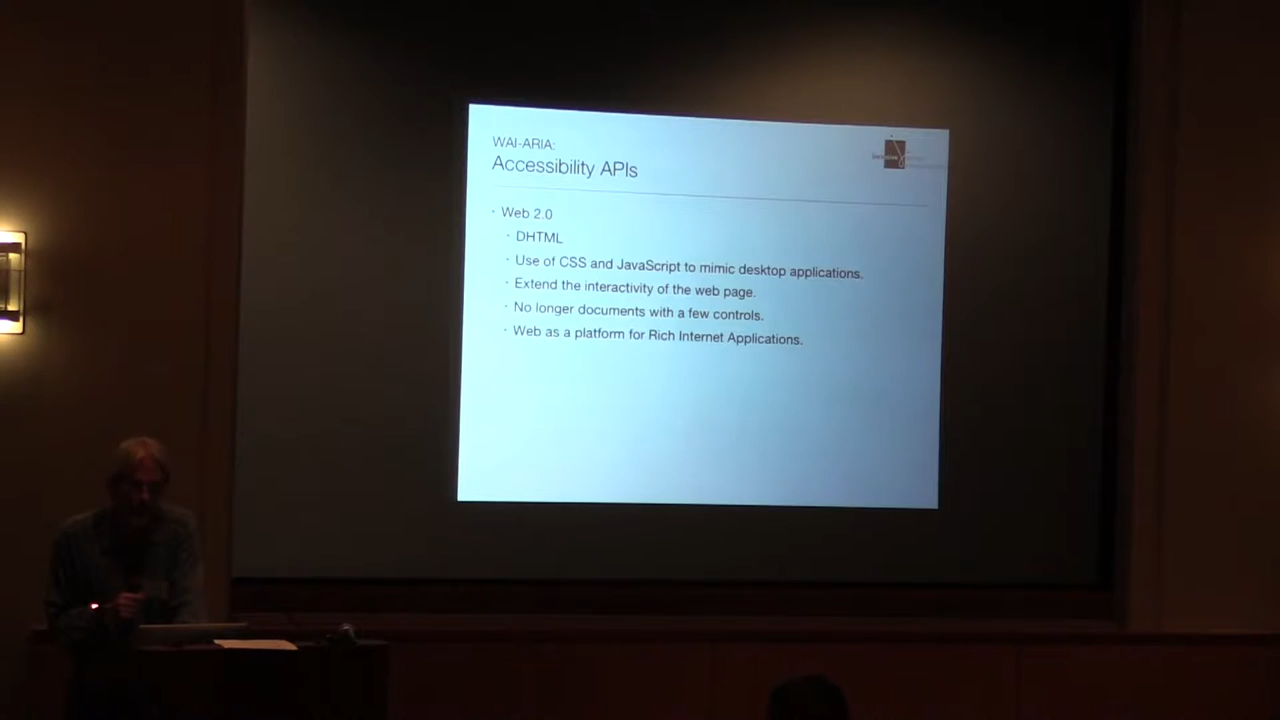 WAI-ARIA:
Accessibility APIs
· Web 2.0
· DHTML
· Use of CSS and JavaScript to mimic desktop applications.
· Extend the interactivity of the web page.
· No longer documents with a few controls.
· Web as a platform for Rich Internet Applications.